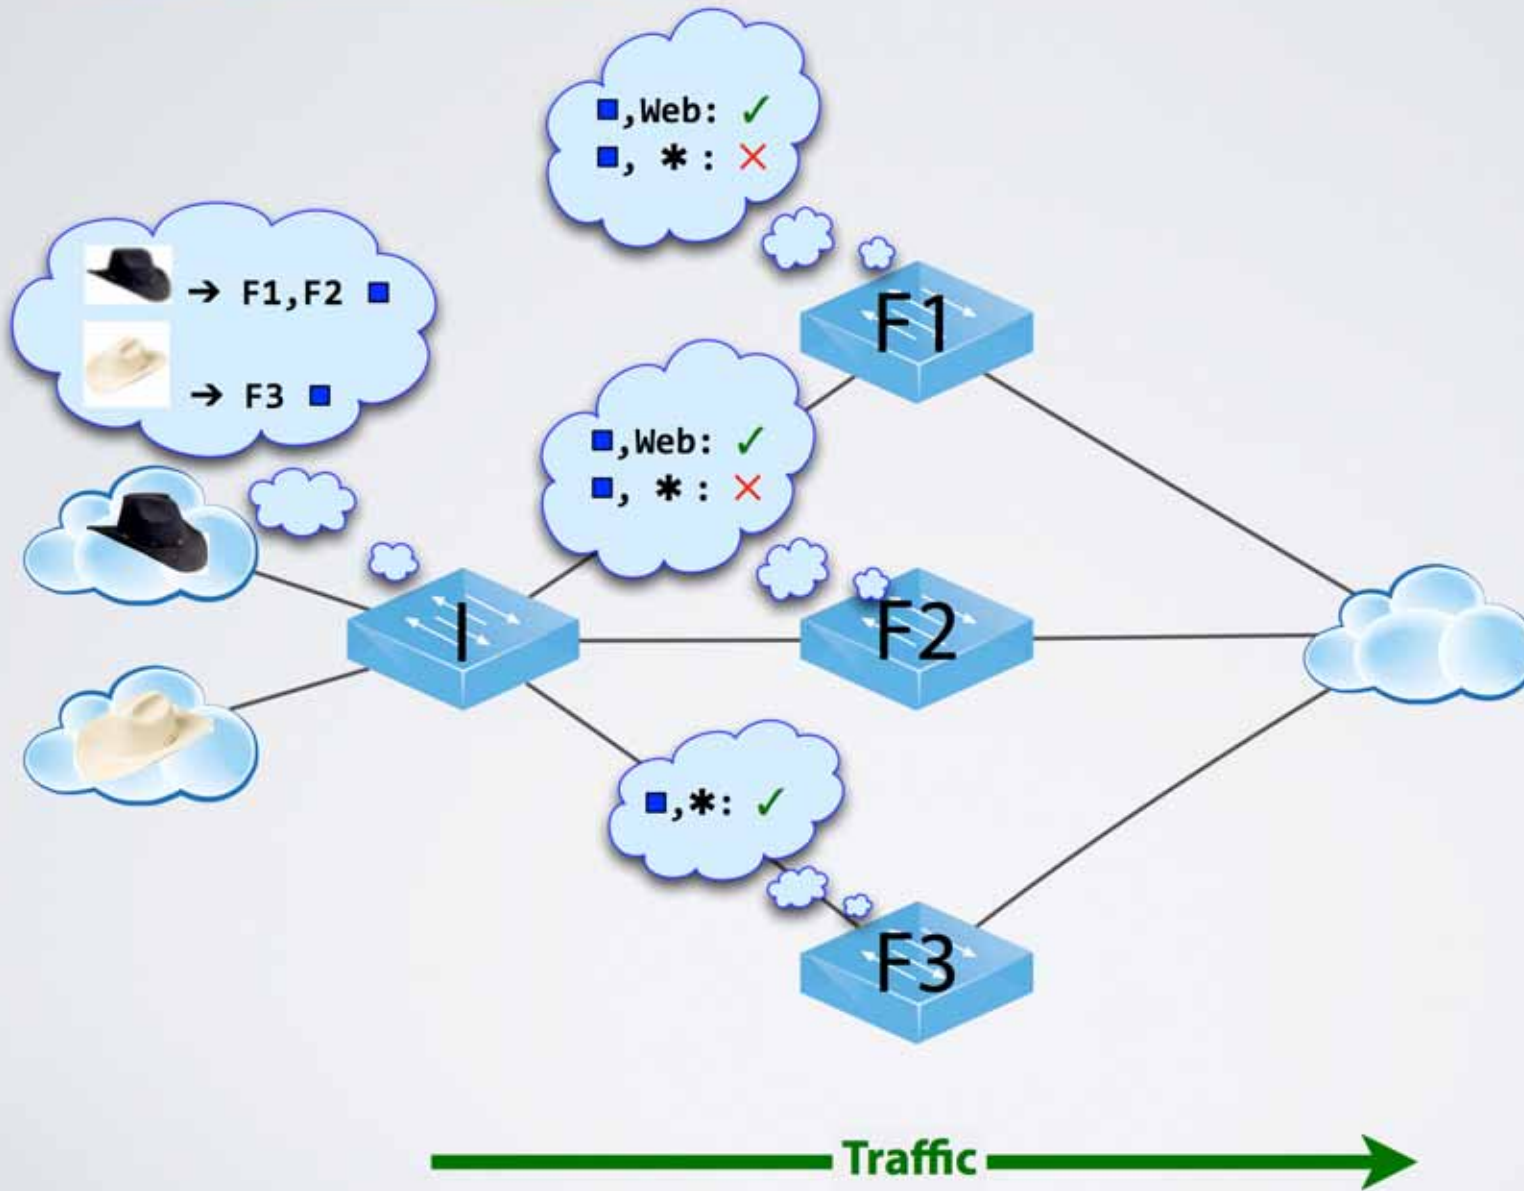 ■,Web: ✓
■, * : ✕
➔ F1,F2 ■
➔ F3 ■
F1
■,Web: ✓
■, * : ✕
I
F2
■,*: ✓
F3
Traffic